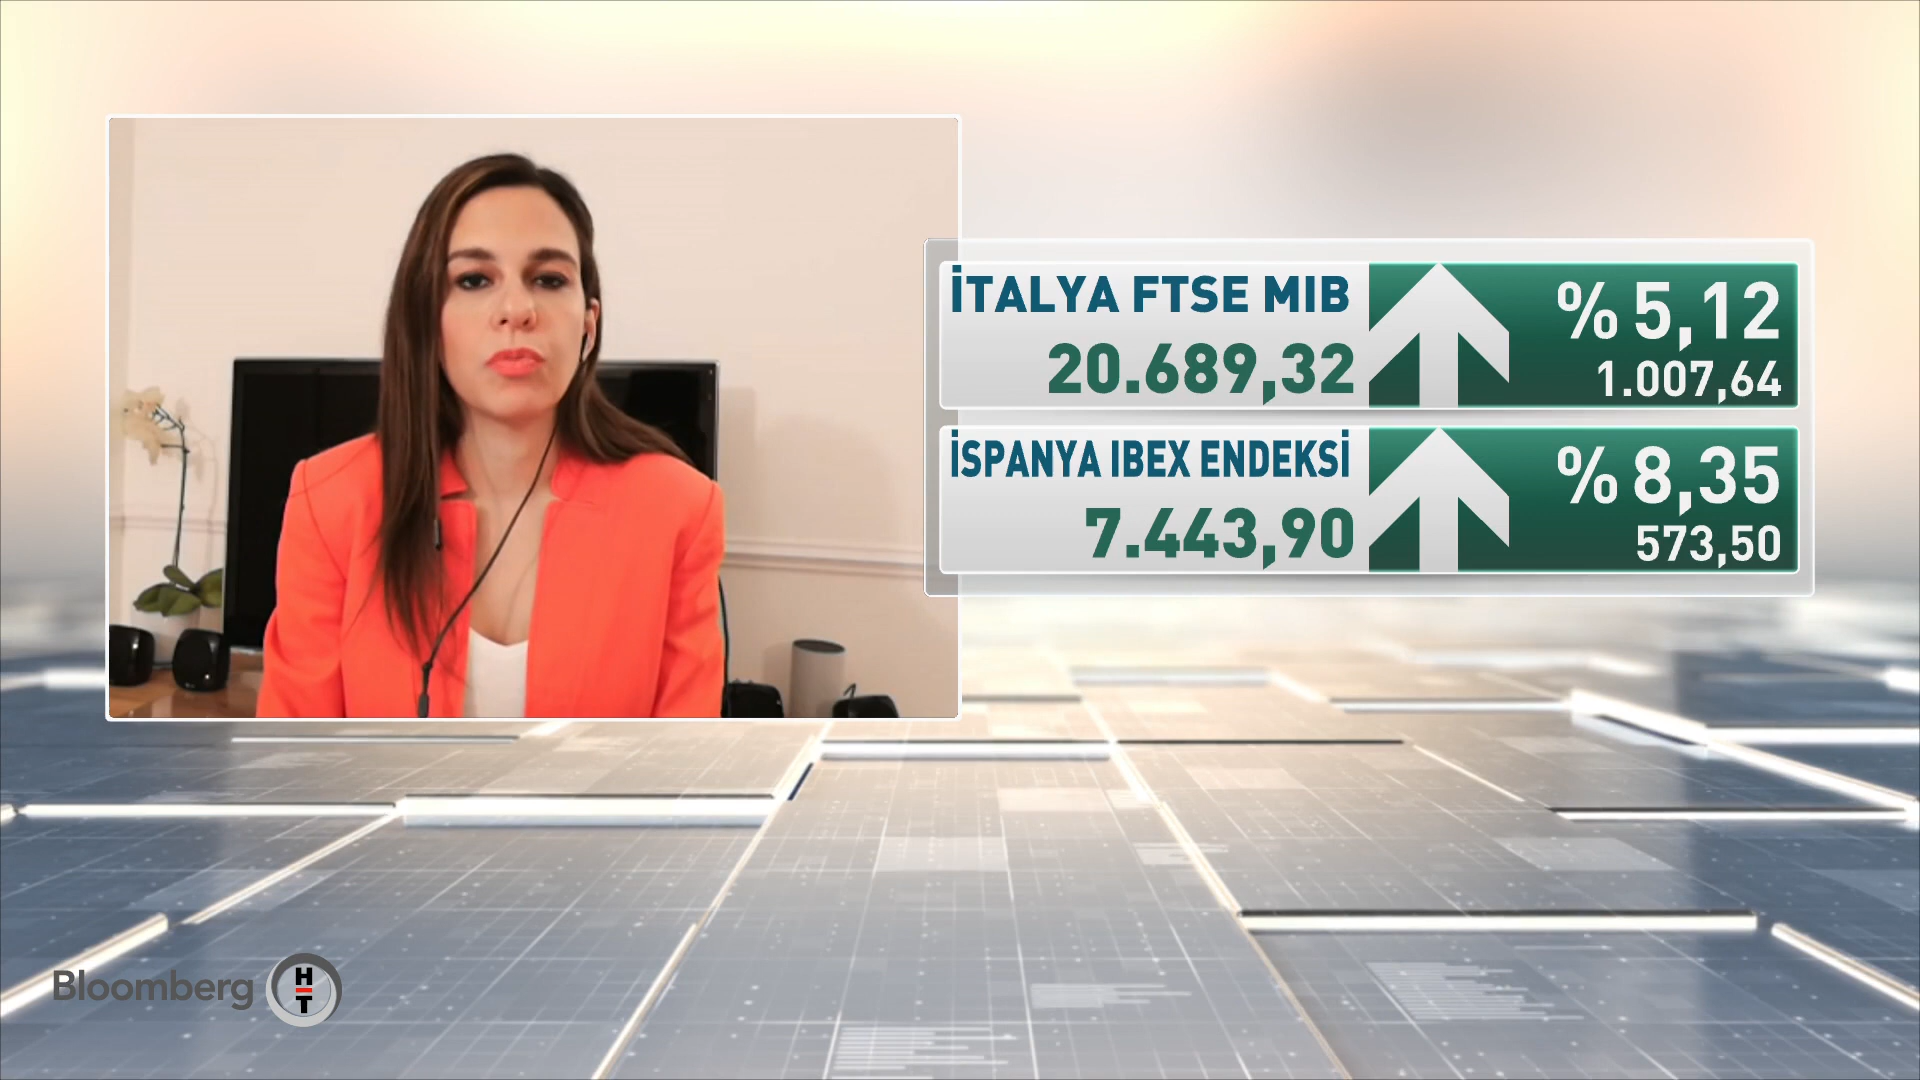 İTALYA FTSE MIB
20.689,32
% 5,12
1.007,64
İSPANYA IBEX ENDEKSİ
7.443,90
% 8,35
573,50
Bloomberg HT